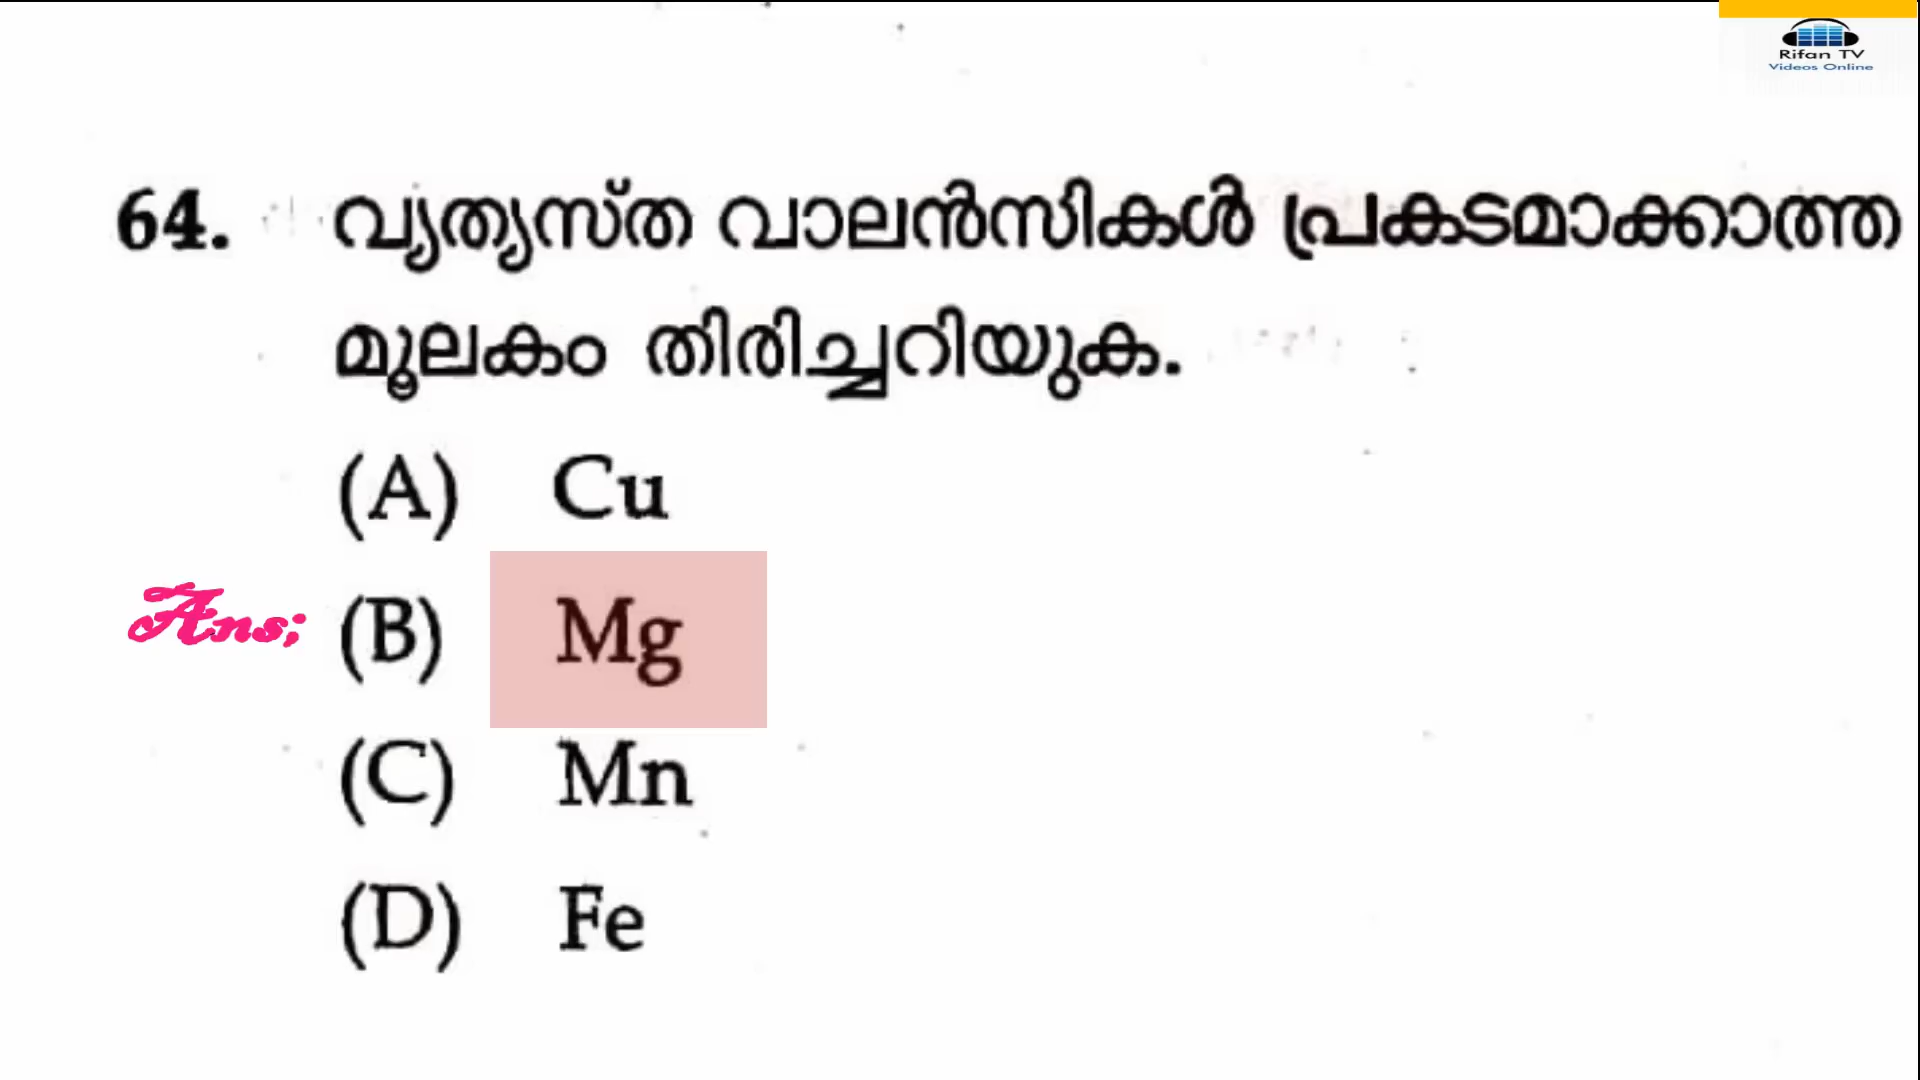 Rifan TV
Videos Online
64. വ്യത്യസ്ത വാലൻസികൾ പ്രകടമാക്കാത്ത
മൂലകം തിരിച്ചറിയുക.
(A) Cu
Ans; (B) Mg
(C) Mn
(D) Fe